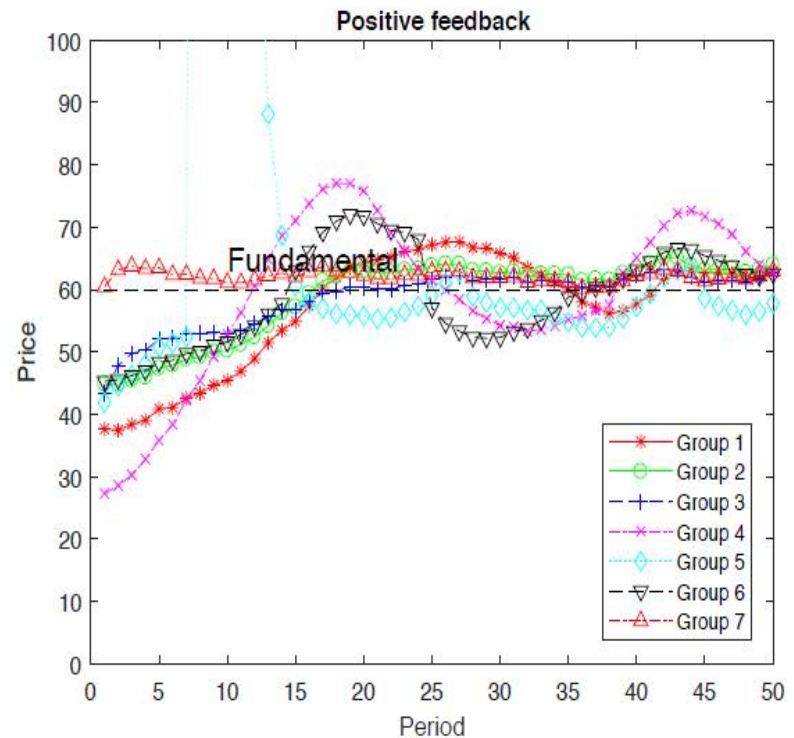 Positive feedback
100
90
80
70
60
50
40
30
20
10
0
Price
Fundamental
Group 1
Group 2
Group 3
Group 4
Group 5
Group 6
Group 7
0 5 10 15 20 25 30 35 40 45 50
Period